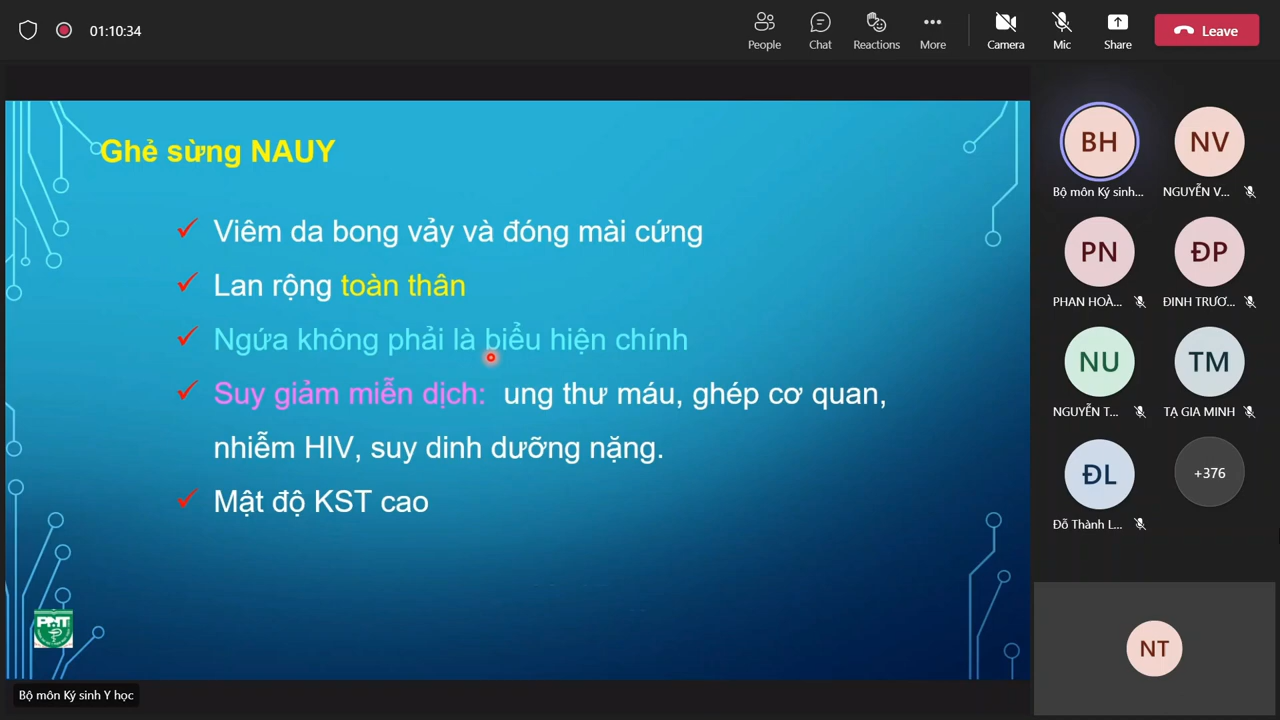 01:10:34
People
Chat
Reactions
More
Camera
Mic
Share
Leave
Ghẻ sừng NAUY
Viêm da bong vảy và đóng mài cứng
Lan rộng toàn thân
Ngứa không phải là biểu hiện chính
Suy giảm miễn dịch: ung thư máu, ghép cơ quan,
nhiễm HIV, suy dinh dưỡng nặng.
Mật độ KST cao
PNT
Bộ môn Ký sinh Y học
BH
Bộ môn Ký sinh...
NV
NGUYỄN V...
PN
PHAN HOÀ...
ĐP
ĐINH TRƯƠ...
NU
NGUYỄN T...
TM
TẠ GIA MINH
ĐL
Đỗ Thành L...
+376
NT